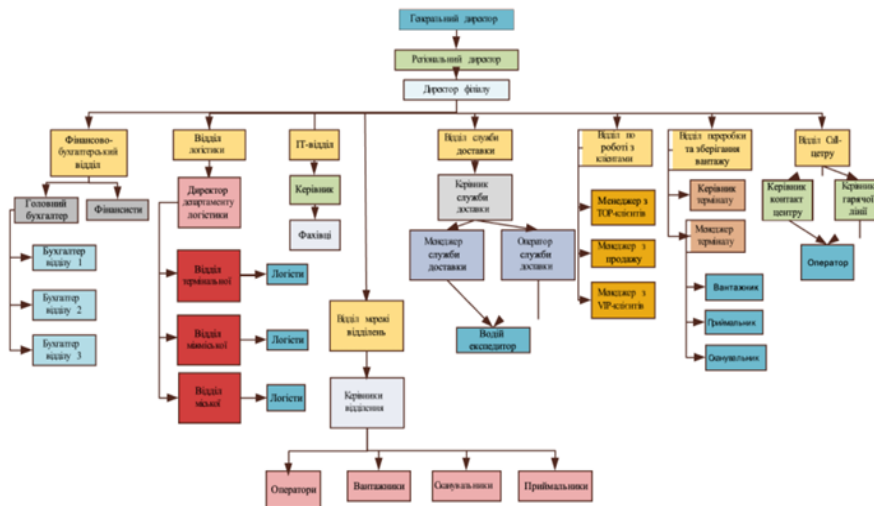 Генеральний директор
Регіональний директор
Директор філіалу
Фінансово-
бухгалтерський
відділ
Відділ
логістики
ІТ-відділ
Відділ служби
доставки
Відділ по
роботі з
клієнтами
Відділ переробки
та зберігання
вантажу
Відділ Call-
цетру
Головний
бухгалтер
Фінансисти
Директор
департаменту
логістики
Керівник
Фахівці
Керівник
служби
доставки
Менеджер з
TOP-клієнтів
Керівник
терміналу
Керівник
контакт
центру
Керівник
гарячої
лінії
Бухгалтер
відділу 1
Бухгалтер
відділу 2
Бухгалтер
відділу 3
Відділ
термінальної
Логісти
Відділ
міжміської
Логісти
Відділ
міської
Логісти
Менеджер
служби
доставки
Оператор
служби
доставки
Менеджер з
продажу
Менеджер
терміналу
Оператор
Менеджер з
VIP-клієнтів
Вантажник
Приймальник
Сканувальник
Водій
експедитор
Відділ мережі
відділень
Керівники
відділення
Оператори
Вантажники
Сканувальники
Приймальники